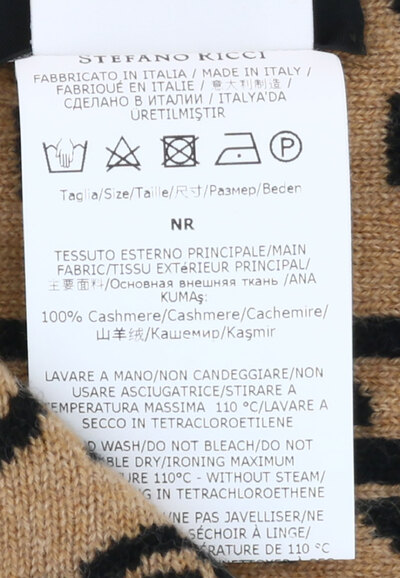 STEFANO RICCI
FABBRICATO IN ITALIA / MADE IN ITALY /
FABRIQUÉ EN ITALIE / 意大利制造 /
СДЕЛАНО В ИТАЛИИ / ITALYA'DA
ÜRETILMIŞTIR
P
Taglia/Size/Taille/尺寸/Размер/Beden
NR
TESSUTO ESTERNO PRINCIPALE/MAIN
FABRIC/TISSU EXTéRIEUR PRINCIPAL/
主要面料/Основная внешняя ткань /ANA
KUMAş:
100% Cashmere/Cashmere/Cachemire/
山羊绒/Кашемир/Kaşmir
LAVARE A MANO/NON CANDEGGIARE/NON
USARE ASCIUGATRICE/STIRARE A
TEMPERATURA MASSIMA 110 °C/LAVARE A
SECCO IN TETRACLOROETILENE
WASH/DO NOT BLEACH/DO NOT
DRY/IRONING MAXIMUM
110°C - WITHOUT STEAM/
IN TETRACHLOROETHENE
/NE PAS JAVELLISER/NE
SÉCHOIR À LINGE/
DE 110 °C